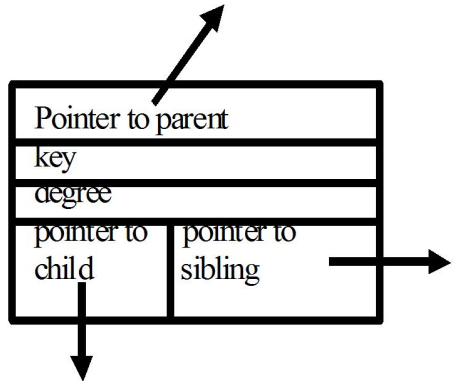 Pointer to parent
key
degree
pointer to
child
pointer to
sibling